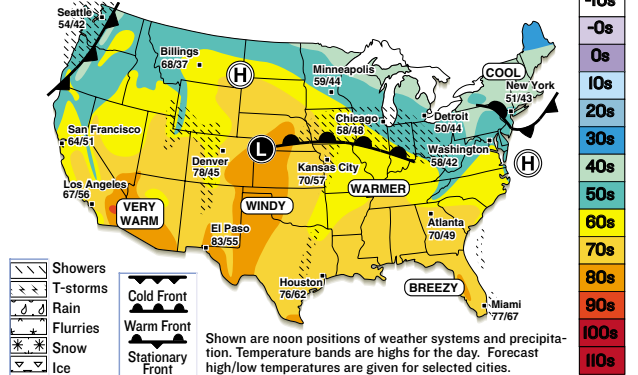 Seattle
54/42
Billings
68/37
H
Minneapolis
59/44
COOL
New York
51/43
San Francisco
64/51
Chicago
58/48
Detroit
50/44
Washington
58/42
H
L
Denver
78/45
Kansas City
70/57
Los Angeles
67/56
VERY
WARM
WINDY
WARMER
El Paso
83/55
Atlanta
70/49
Houston
76/62
BREEZY
Miami
77/67
Showers
T-storms
Rain
Flurries
Snow
Ice
Cold Front
Warm Front
Stationary
Front
Shown are noon positions of weather systems and precipita-
tion. Temperature bands are highs for the day. Forecast
high/low temperatures are given for selected cities.
-10s
-0s
0s
10s
20s
30s
40s
50s
60s
70s
80s
90s
100s
110s